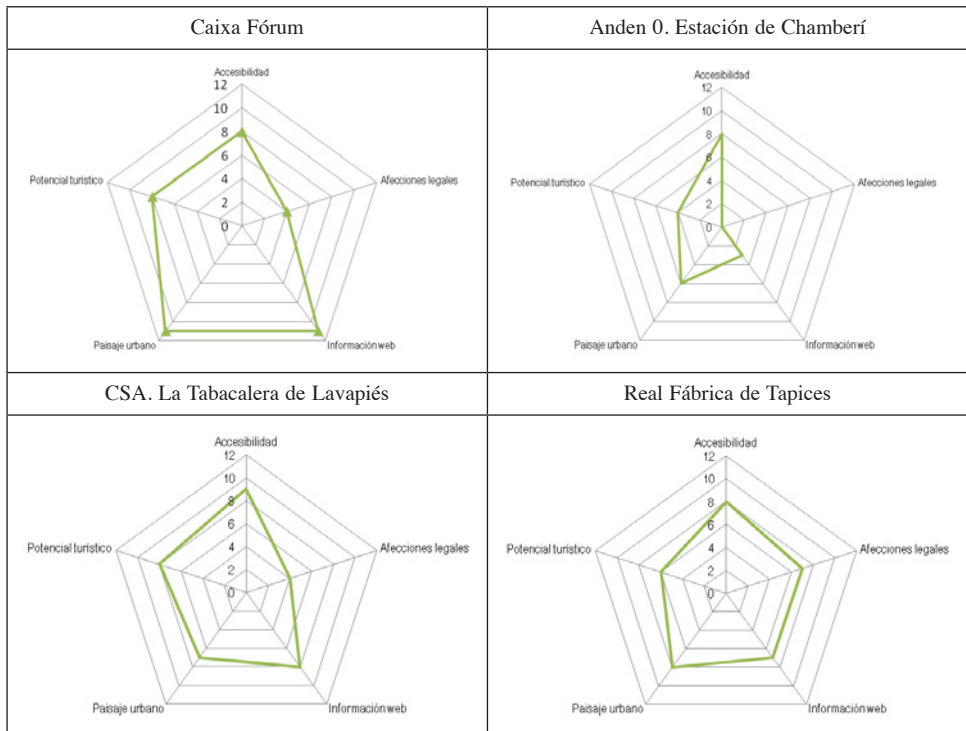 Caixa Fórum
Anden 0. Estación de Chamberí
Accesibilidad
12
10
8
6
4
2
0
Potencial turístico
Afecciones legales
Paisaje urbano
Información web
Accesibilidad
12
10
8
6
4
2
0
Potencial turístico
Afecciones legales
Paisaje urbano
Información web
CSA. La Tabacalera de Lavapiés
Real Fábrica de Tapices
Accesibilidad
12
10
8
6
4
2
0
Potencial turístico
Afecciones legales
Paisaje urbano
Información web
Accesibilidad
12
10
8
6
4
2
0
Potencial turístico
Afecciones legales
Paisaje urbano
Información web